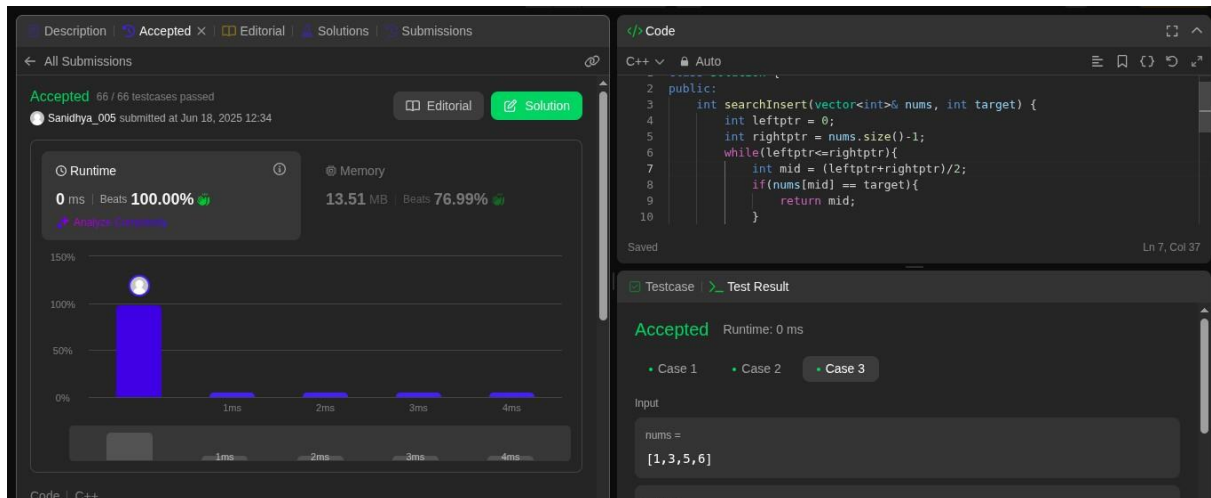 Description Accepted Editorial Solutions Submissions
All Submissions
Accepted 66 / 66 testcases passed
Sanidhya_005 submitted at Jun 18, 2025 12:34
Editorial
Solution
Runtime
0 ms | Beats 100.00%
Analyze Complexity
Memory
13.51 MB | Beats 76.99%
150%
100%
50%
0%
1ms 2ms 3ms 4ms
1ms 2ms 3ms 4ms
Code | C++
</> Code
C++ Auto
2 public:
3 int searchInsert(vector<int>& nums, int target) {
4 int leftptr = 0;
5 int rightptr = nums.size()-1;
6 while(leftptr<=rightptr){
7 int mid = (leftptr+rightptr)/2;
8 if(nums[mid] == target){
9 return mid;
10 }
Saved Ln 7, Col 37
Testcase | >_ Test Result
Accepted Runtime: 0 ms
• Case 1 • Case 2 • Case 3
Input
nums =
[1,3,5,6]